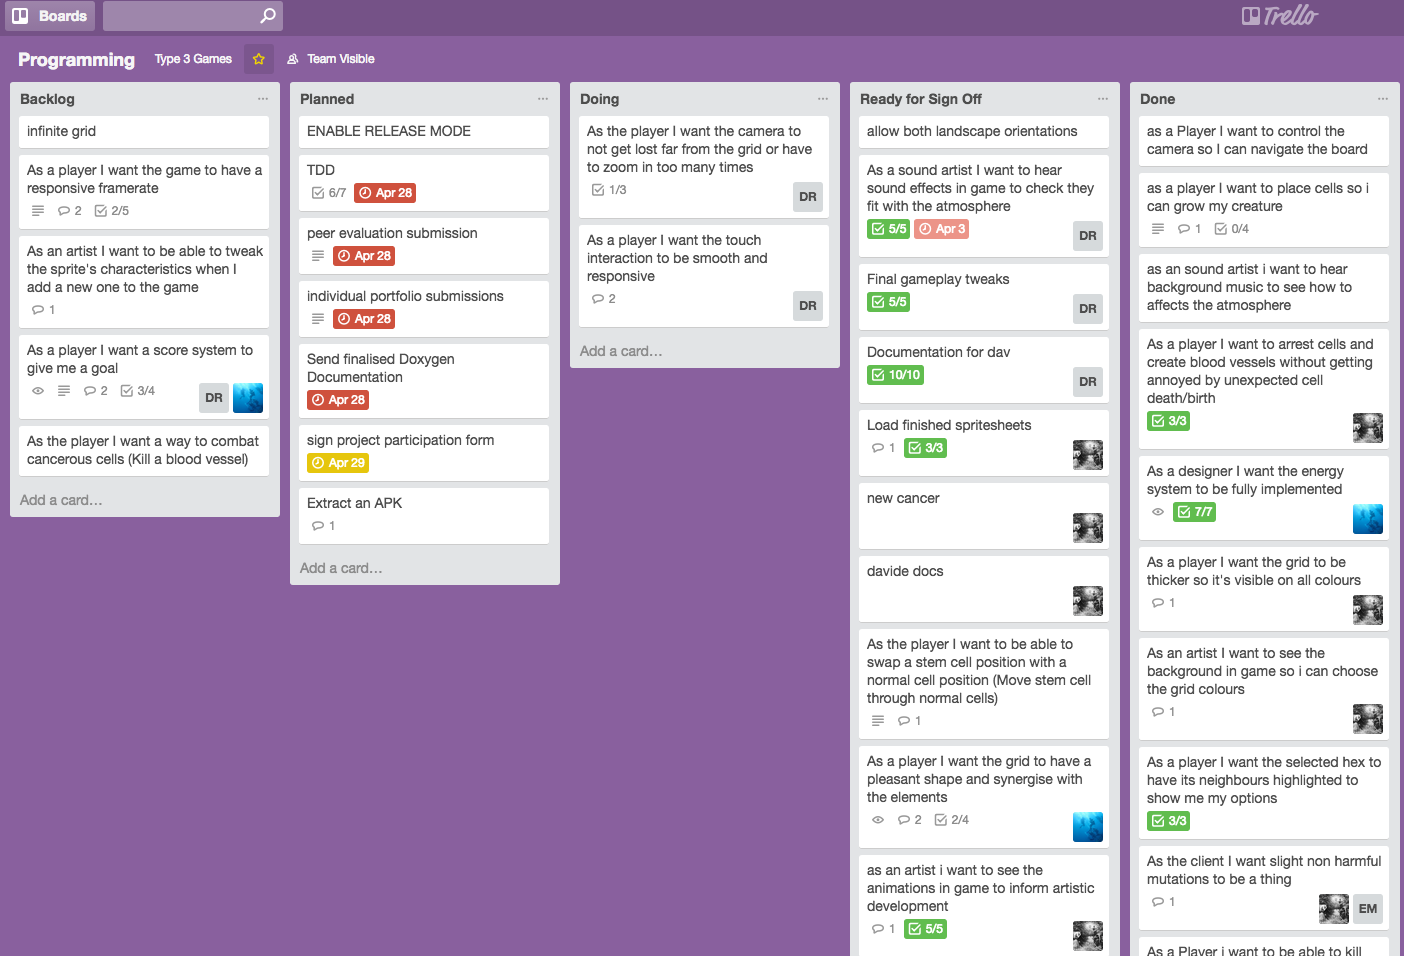 Boards
Trello
Programming
Type 3 Games
Team Visible
Backlog
infinite grid
As a player I want the game to have a
responsive framerate
2
2/5
As an artist I want to be able to tweak
the sprite's characteristics when I
add a new one to the game
1
As a player I want a score system to
give me a goal
2
3/4
DR
As the player I want a way to combat
cancerous cells (Kill a blood vessel)
Add a card…
Planned
ENABLE RELEASE MODE
TDD
6/7
Apr 28
peer evaluation submission
Apr 28
individual portfolio submissions
Apr 28
Send finalised Doxygen
Documentation
Apr 28
sign project participation form
Apr 29
Extract an APK
1
Add a card…
Doing
As the player I want the camera to
not get lost far from the grid or have
to zoom in too many times
1/3
DR
As a player I want the touch
interaction to be smooth and
responsive
2
DR
Add a card…
Ready for Sign Off
allow both landscape orientations
As a sound artist I want to hear
sound effects in game to check they
fit with the atmosphere
5/5
Apr 3
DR
Final gameplay tweaks
5/5
DR
Documentation for dav
10/10
DR
Load finished spritesheets
1
3/3
new cancer
davide docs
As the player I want to be able to
swap a stem cell position with a
normal cell position (Move stem cell
through normal cells)
1
As a player I want the grid to have a
pleasant shape and synergise with
the elements
2
2/4
as an artist i want to see the
animations in game to inform artistic
development
1
5/5
Done
as a Player I want to control the
camera so I can navigate the board
as a player I want to place cells so i
can grow my creature
1
0/4
as an sound artist i want to hear
background music to see how to
affects the atmosphere
As a player I want to arrest cells and
create blood vessels without getting
annoyed by unexpected cell
death/birth
3/3
As a designer I want the energy
system to be fully implemented
7/7
As a player I want the grid to be
thicker so it's visible on all colours
1
As an artist I want to see the
background in game so i can choose
the grid colours
1
As a player I want the selected hex to
have its neighbours highlighted to
show me my options
3/3
As the client I want slight non harmful
mutations to be a thing
1
EM
As a Player i want to be able to kill